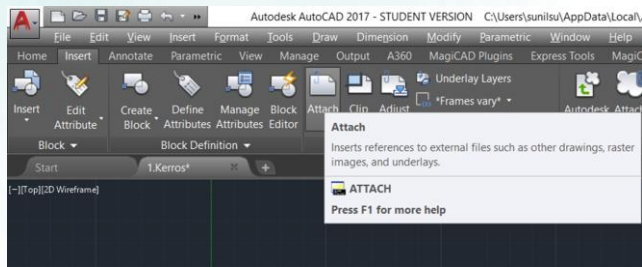 A Autodesk AutoCAD 2017 - STUDENT VERSION C:\Users\sunilsu\AppData\Local\
File Edit View Insert Format Tools Draw Dimension Modify Parametric Window Help
Home Insert Annotate Parametric View Manage Output A360 MagiCAD Plugins Express Tools MagiC
Insert Edit Attribute Create Block Define Attributes Manage Attributes Block Editor Attach Clip Adjust Underlay Layers
*Frames vary*
Autodesk Attach
Block Block Definition
Attach
Inserts references to external files such as other drawings, raster
images, and underlays.
ATTACH
Press F1 for more help
Start 1.Kerros* +
[−][Top][2D Wireframe]